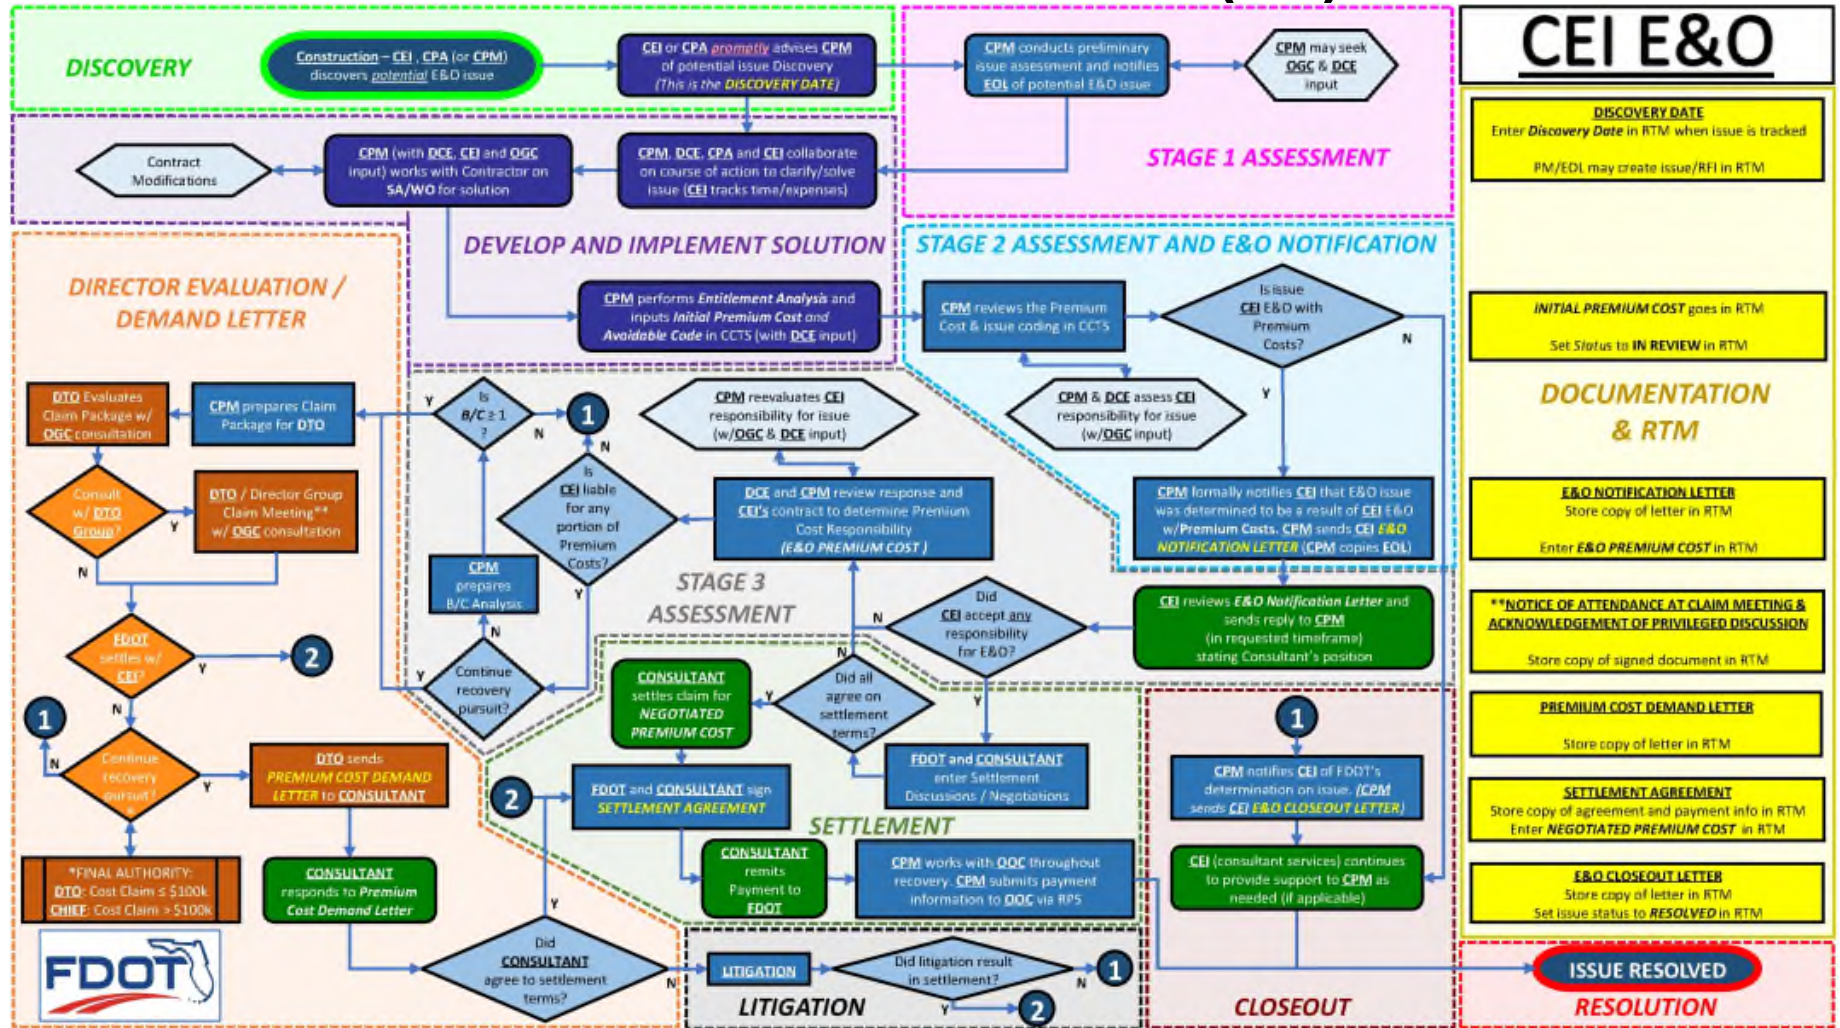 CEI E&O
DISCOVERY
Construction – CEI , CPA (or CPM)
discovers potential E&O issue
CEI or CPA promptly advises CPM
of potential issue Discovery
(This is the DISCOVERY DATE)
CPM conducts preliminary
issue assessment and notifies
EOL of potential E&O issue
CPM may seek
OGC & DCE
input
STAGE 1 ASSESSMENT
Contract
Modifications
CPM (with DCE, CEI and OGC
input) works with Contractor on
SA/WO for solution
CPM, DCE, CPA and CEI collaborate
on course of action to clarify/solve
issue (CEI tracks time/expenses)
DEVELOP AND IMPLEMENT SOLUTION
CPM performs Entitlement Analysis and
inputs Initial Premium Cost and
Avoidable Code in CCTS (with DCE input)
STAGE 2 ASSESSMENT AND E&O NOTIFICATION
CPM reviews the Premium
Cost & issue coding in CCTS
Is issue
CEI E&O with
Premium
Costs?
N
Y
CPM & DCE assess CEI
responsibility for issue
(w/OGC input)
CPM formally notifies CEI that E&O issue
was determined to be a result of CEI E&O
w/Premium Costs. CPM sends CEI E&O
NOTIFICATION LETTER (CPM copies EOL)
DIRECTOR EVALUATION /
DEMAND LETTER
DTO Evaluates
Claim Package w/
OGC consultation
CPM prepares Claim
Package for DTO
Consult
w/ DTO
Group?
Y
N
DTO / Director Group
Claim Meeting**
w/ OGC consultation
FDOT
settles w/
CEI?
Y
2
N
1
N
Continue
recovery
pursuit?
*
Y
DTO sends
PREMIUM COST DEMAND
LETTER to CONSULTANT
*FINAL AUTHORITY:
DTO: Cost Claim ≤ $100k
CHIEF: Cost Claim > $100k
CONSULTANT
responds to Premium
Cost Demand Letter
FDOT
Did
CONSULTANT
agree to settlement
terms?
Y
N
STAGE 3
ASSESSMENT
Is
B/C ≥ 1
?
Y
N
1
N
Is
CEI liable
for any
portion of
Premium
Costs?
Y
CPM
prepares
B/C Analysis
N
Continue
recovery
pursuit?
Y
CPM reevaluates CEI
responsibility for issue
(w/OGC & DCE input)
DCE and CPM review response and
CEI's contract to determine Premium
Cost Responsibility
(E&O PREMIUM COST )
Did
CEI accept any
responsibility
for E&O?
N
Y
CEI reviews E&O Notification Letter and
sends reply to CPM
(in requested timeframe)
stating Consultant's position
CONSULTANT
settles claim for
NEGOTIATED
PREMIUM COST
N
Did all
agree on
settlement
terms?
Y
FDOT and CONSULTANT
enter Settlement
Discussions / Negotiations
2
FDOT and CONSULTANT sign
SETTLEMENT AGREEMENT
SETTLEMENT
CONSULTANT
remits
Payment to
FDOT
CPM works with OOC throughout
recovery. CPM submits payment
information to OOC via RPS
LITIGATION
Did litigation result
in settlement?
N
1
Y
2
LITIGATION
1
CPM notifies CEI of FDOT's
determination on issue. (CPM
sends CEI E&O CLOSEOUT LETTER)
CEI (consultant services) continues
to provide support to CPM as
needed (if applicable)
CLOSEOUT
DISCOVERY DATE
Enter Discovery Date in RTM when issue is tracked
PM/EOL may create issue/RFI in RTM
INITIAL PREMIUM COST goes in RTM
Set Status to IN REVIEW in RTM
DOCUMENTATION
& RTM
E&O NOTIFICATION LETTER
Store copy of letter in RTM
Enter E&O PREMIUM COST in RTM
**NOTICE OF ATTENDANCE AT CLAIM MEETING &
ACKNOWLEDGEMENT OF PRIVILEGED DISCUSSION
Store copy of signed document in RTM
PREMIUM COST DEMAND LETTER
Store copy of letter in RTM
SETTLEMENT AGREEMENT
Store copy of agreement and payment info in RTM
Enter NEGOTIATED PREMIUM COST in RTM
E&O CLOSEOUT LETTER
Store copy of letter in RTM
Set issue status to RESOLVED in RTM
ISSUE RESOLVED
RESOLUTION